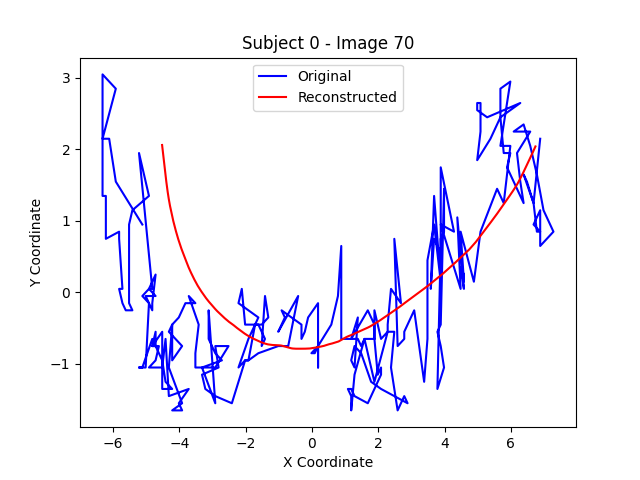 Subject 0 - Image 70
Original
Reconstructed
Y Coordinate
3
2
1
0
−1
−6
−4
−2
0
2
4
6
X Coordinate